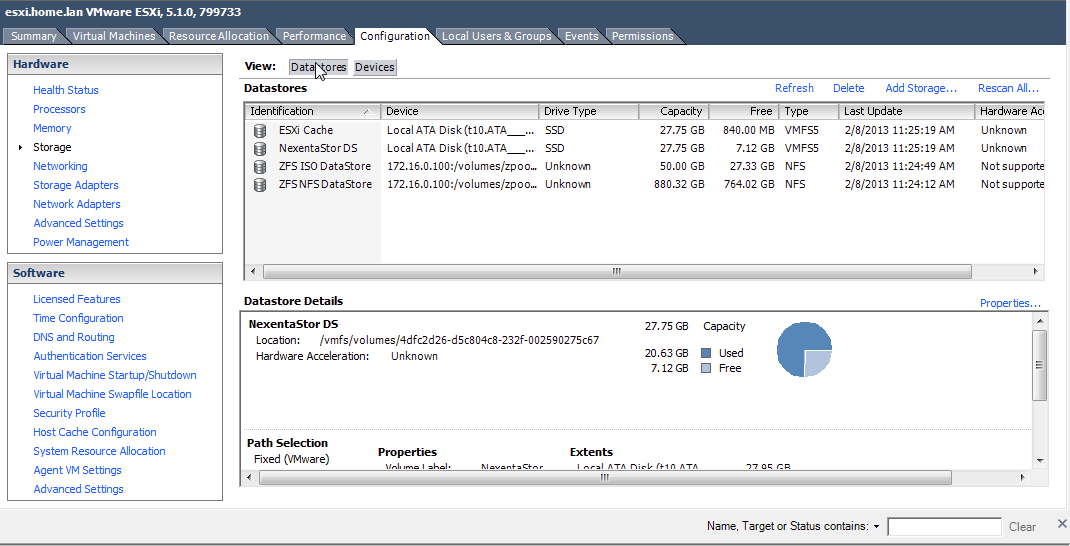 esxi.home.lan VMware ESXi, 5.1.0, 799733
Summary Virtual Machines Resource Allocation Performance Configuration Local Users & Groups Events Permissions
Hardware
Health Status
Processors
Memory
Storage
Networking
Storage Adapters
Network Adapters
Advanced Settings
Power Management
Software
Licensed Features
Time Configuration
DNS and Routing
Authentication Services
Virtual Machine Startup/Shutdown
Virtual Machine Swapfile Location
Security Profile
Host Cache Configuration
System Resource Allocation
Agent VM Settings
Advanced Settings
View: Datastores Devices
Datastores Refresh Delete Add Storage... Rescan All...
Identification Device Drive Type Capacity Free Type Last Update Hardware Acc
ESXi Cache Local ATA Disk (t10.ATA___... SSD 27.75 GB 840.00 MB VMFS5 2/8/2013 11:25:19 AM Unknown
NexentaStor DS Local ATA Disk (t10.ATA___... SSD 27.75 GB 7.12 GB VMFS5 2/8/2013 11:25:19 AM Unknown
ZFS ISO DataStore 172.16.0.100:/volumes/zpoo... Unknown 50.00 GB 27.33 GB NFS 2/8/2013 11:24:49 AM Not supporte
ZFS NFS DataStore 172.16.0.100:/volumes/zpoo... Unknown 880.32 GB 764.02 GB NFS 2/8/2013 11:24:12 AM Not supporte
Datastore Details Properties...
NexentaStor DS 27.75 GB Capacity
Location: /vmfs/volumes/4dfc2d26-d5c804c8-232f-002590275c67
Hardware Acceleration: Unknown 20.63 GB Used
7.12 GB Free
Path Selection Properties Extents
Fixed (VMware)
Volume Label: NexentaStor Local ATA Disk (t10.ATA 27.95 GB
Name, Target or Status contains: Clear